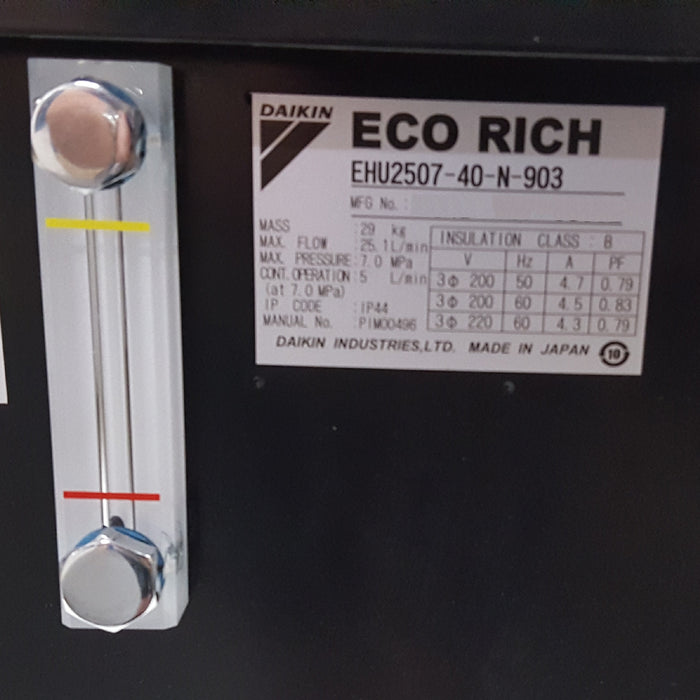 DAIKIN
ECO RICH
EHU2507-40-N-903
MFG No. :
MASS : 29 kg
MAX. FLOW : 25.1 L/min
MAX. PRESSURE : 7.0 MPa
CONT. OPERATION : 5 L/min
(at 7.0 MPa)
IP. CODE : IP44
MANUAL No. : PIM00496
INSULATION CLASS : B
V Hz A PF
3Φ 200 50 4.7 0.79
3Φ 200 60 4.5 0.83
3Φ 220 60 4.3 0.79
DAIKIN INDUSTRIES,LTD. MADE IN JAPAN 10